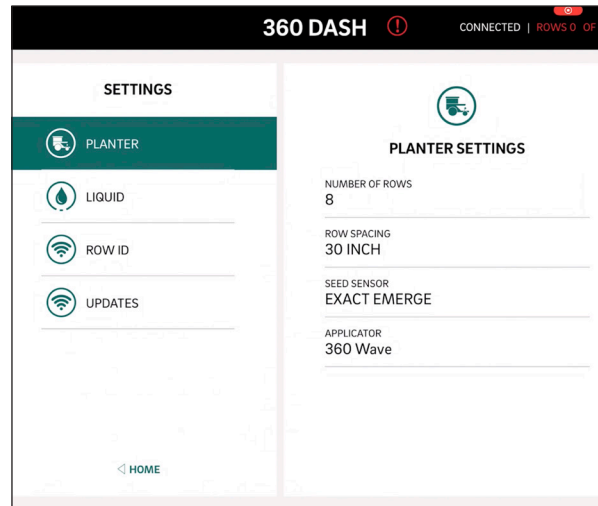 360 DASH
CONNECTED | ROWS 0 OF
SETTINGS
PLANTER
LIQUID
ROW ID
UPDATES
HOME
PLANTER SETTINGS
NUMBER OF ROWS
8
ROW SPACING
30 INCH
SEED SENSOR
EXACT EMERGE
APPLICATOR
360 Wave